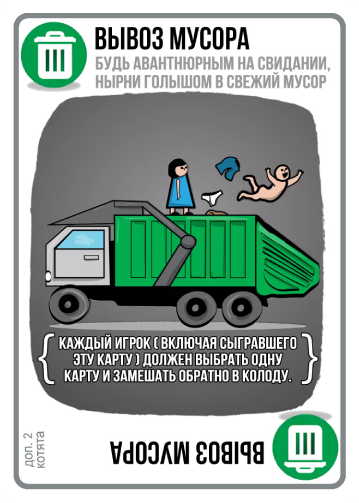 ВЫВОЗ МУСОРА
БУДЬ АВАНТЮРНЫМ НА СВИДАНИИ,
НЫРНИ ГОЛЫШОМ В СВЕЖИЙ МУСОР
{ КАЖДЫЙ ИГРОК ( ВКЛЮЧАЯ СЫГРАВШЕГО
ЭТУ КАРТУ ) ДОЛЖЕН ВЫБРАТЬ ОДНУ
КАРТУ И ЗАМЕШАТЬ ОБРАТНО В КОЛОДУ. }
доп. 2
котята
ВЫВОЗ МУСОРА